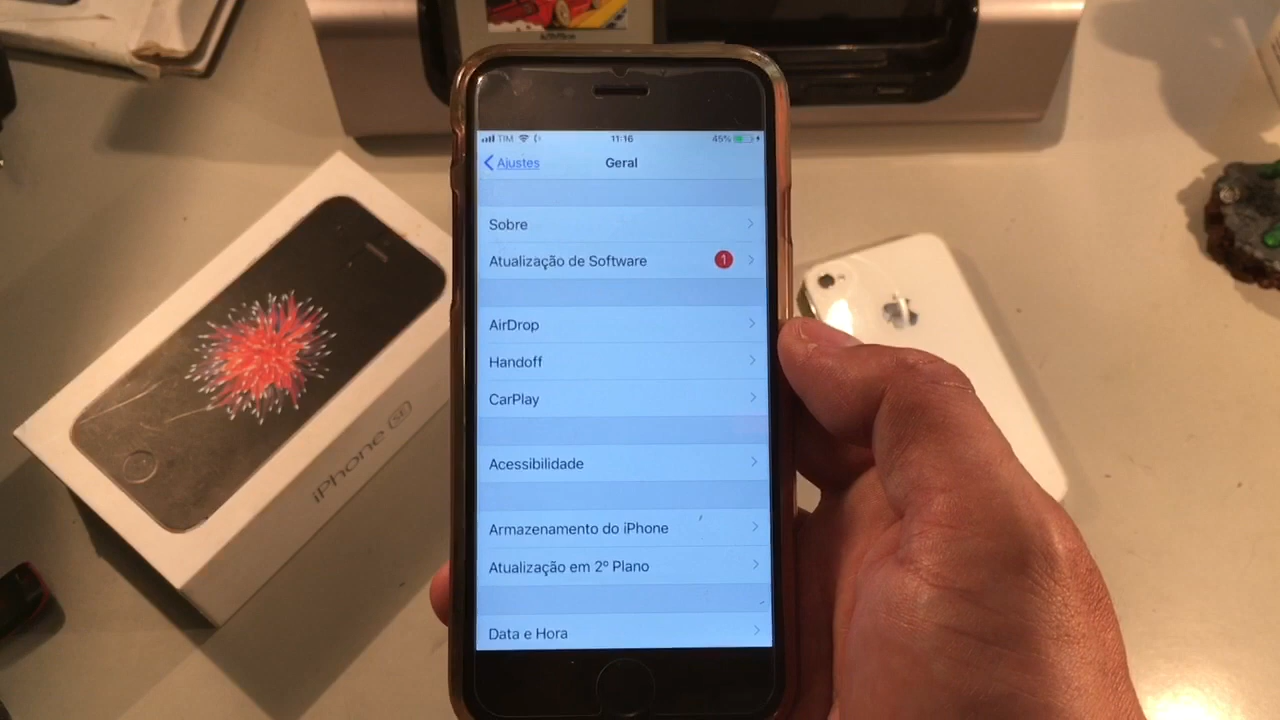 ACTIVISION
TIM 11:16 45%
Ajustes Geral
Sobre
Atualização de Software 1
AirDrop
Handoff
CarPlay
Acessibilidade
Armazenamento do iPhone
Atualização em 2º Plano
Data e Hora
iPhone SE